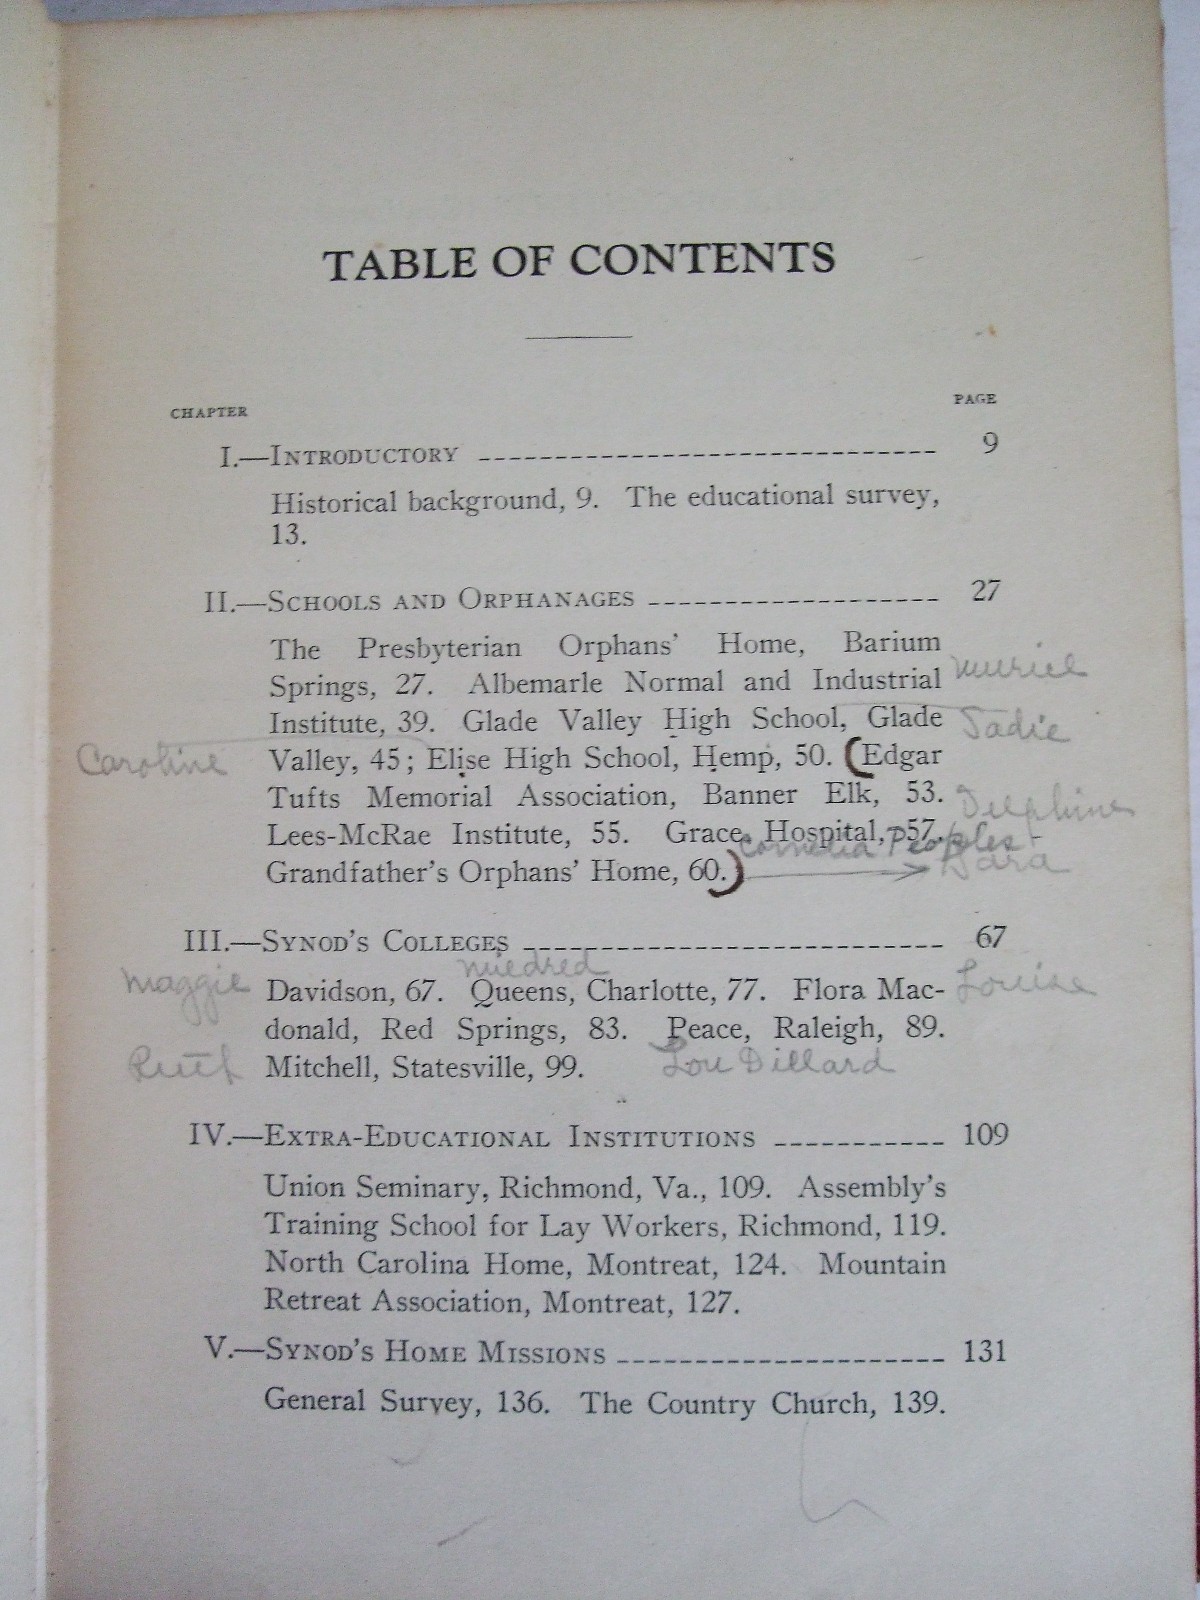 TABLE OF CONTENTS
CHAPTER PAGE
I.—INTRODUCTORY 9
Historical background, 9. The educational survey,
13.
II.—SCHOOLS AND ORPHANAGES 27
The Presbyterian Orphans' Home, Barium
Muriel
Springs, 27. Albemarle Normal and Industrial
Institute, 39. Glade Valley High School, Glade
Sadie
Caroline
Valley, 45; Elise High School, Hemp, 50. (Edgar
Tufts Memorial Association, Banner Elk, 53.
Delphine
Lees-McRae Institute, 55. Grace Hospital, 57.
Cornelia Peoples +
Grandfather's Orphans' Home, 60.)
Sara
III.—SYNOD'S COLLEGES 67
Mildred
Maggie
Davidson, 67. Queens, Charlotte, 77. Flora Mac-
Louise
donald, Red Springs, 83. Peace, Raleigh, 89.
Ruth
Mitchell, Statesville, 99.
Lou Dillard
IV.—EXTRA-EDUCATIONAL INSTITUTIONS 109
Union Seminary, Richmond, Va., 109. Assembly's
Training School for Lay Workers, Richmond, 119.
North Carolina Home, Montreat, 124. Mountain
Retreat Association, Montreat, 127.
V.—SYNOD'S HOME MISSIONS 131
General Survey, 136. The Country Church, 139.